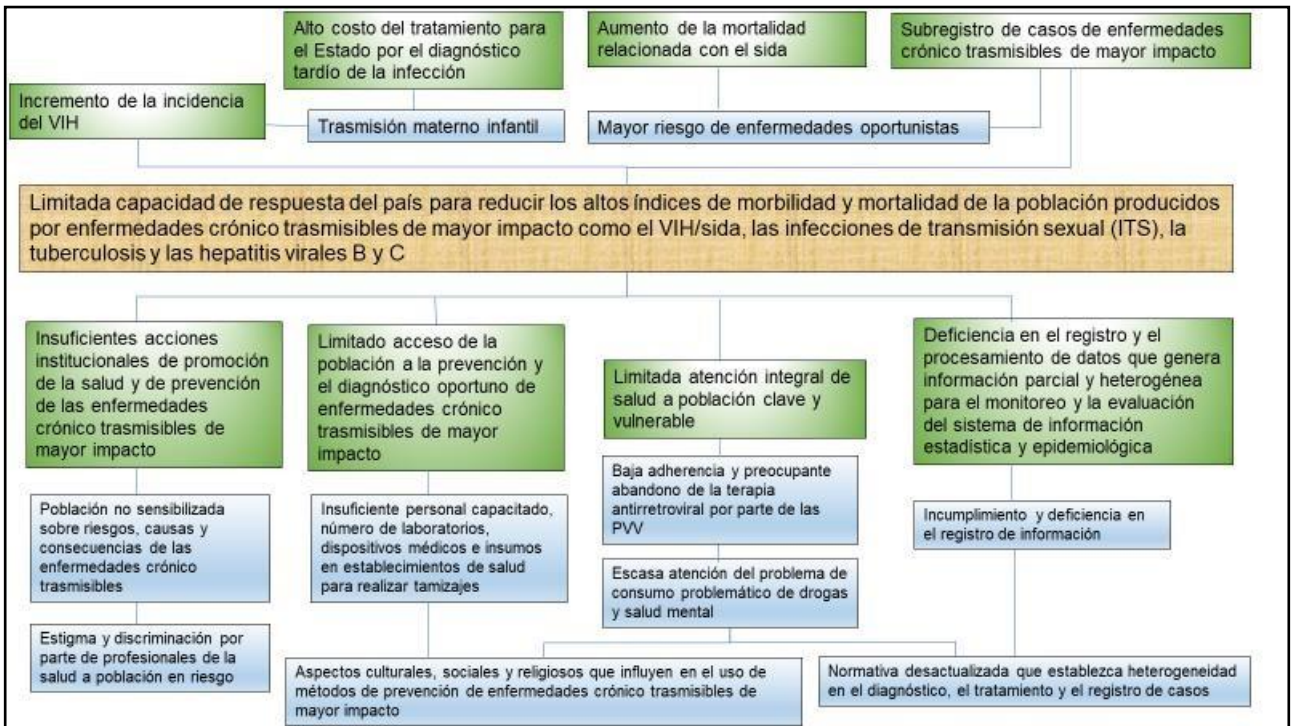 Alto costo del tratamiento para
el Estado por el diagnóstico
tardío de la infección
Aumento de la mortalidad
relacionada con el sida
Subregistro de casos de enfermedades
crónico trasmisibles de mayor impacto
Incremento de la incidencia
del VIH
Trasmisión materno infantil
Mayor riesgo de enfermedades oportunistas
Limitada capacidad de respuesta del país para reducir los altos índices de morbilidad y mortalidad de la población producidos
por enfermedades crónico trasmisibles de mayor impacto como el VIH/sida, las infecciones de transmisión sexual (ITS), la
tuberculosis y las hepatitis virales B y C
Insuficientes acciones
institucionales de promoción
de la salud y de prevención
de las enfermedades
crónico trasmisibles de
mayor impacto
Limitado acceso de la
población a la prevención y
el diagnóstico oportuno de
enfermedades crónico
trasmisibles de mayor
impacto
Limitada atención integral de
salud a población clave y
vulnerable
Deficiencia en el registro y el
procesamiento de datos que genera
información parcial y heterogénea
para el monitoreo y la evaluación
del sistema de información
estadística y epidemiológica
Población no sensibilizada
sobre riesgos, causas y
consecuencias de las
enfermedades crónico
trasmisibles
Insuficiente personal capacitado,
número de laboratorios,
dispositivos médicos e insumos
en establecimientos de salud
para realizar tamizajes
Baja adherencia y preocupante
abandono de la terapia
antirretroviral por parte de las
PVV
Incumplimiento y deficiencia en
el registro de información
Escasa atención del problema de
consumo problemático de drogas
y salud mental
Estigma y discriminación por
parte de profesionales de la
salud a población en riesgo
Aspectos culturales, sociales y religiosos que influyen en el uso de
métodos de prevención de enfermedades crónico trasmisibles de
mayor impacto
Normativa desactualizada que establezca heterogeneidad
en el diagnóstico, el tratamiento y el registro de casos